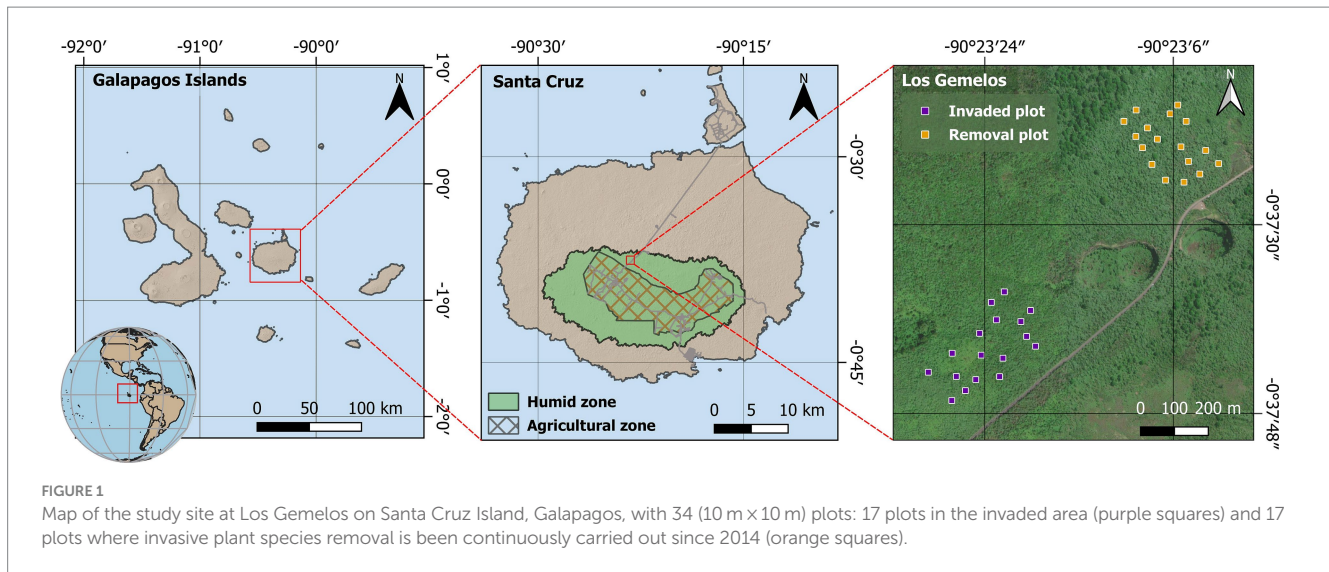 -92°0′ -91°0′ -90°0′
Galapagos Islands
N
1°0′
0°0′
-1°0′
-2°0′
0 50 100 km
-90°30′ -90°15′
Santa Cruz
N
-0°30′
-0°45′
Humid zone
Agricultural zone
0 5 10 km
-90°23′24″ -90°23′6″
Los Gemelos
N
Invaded plot
Removal plot
-0°37′30″
-0°37′48″
0 100 200 m
FIGURE 1
Map of the study site at Los Gemelos on Santa Cruz Island, Galapagos, with 34 (10 m × 10 m) plots: 17 plots in the invaded area (purple squares) and 17
plots where invasive plant species removal is been continuously carried out since 2014 (orange squares).